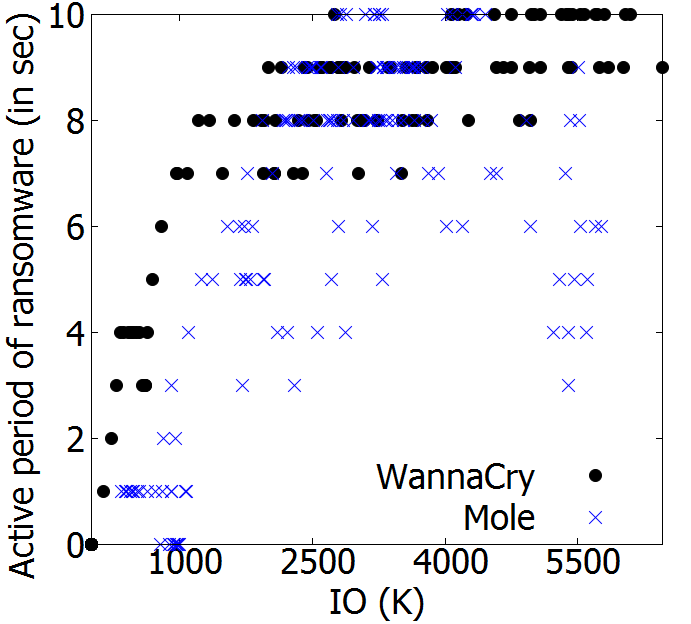 Active period of ransomware (in sec)
10
8
6
4
2
0
WannaCry
Mole
1000 2500 4000 5500
IO (K)